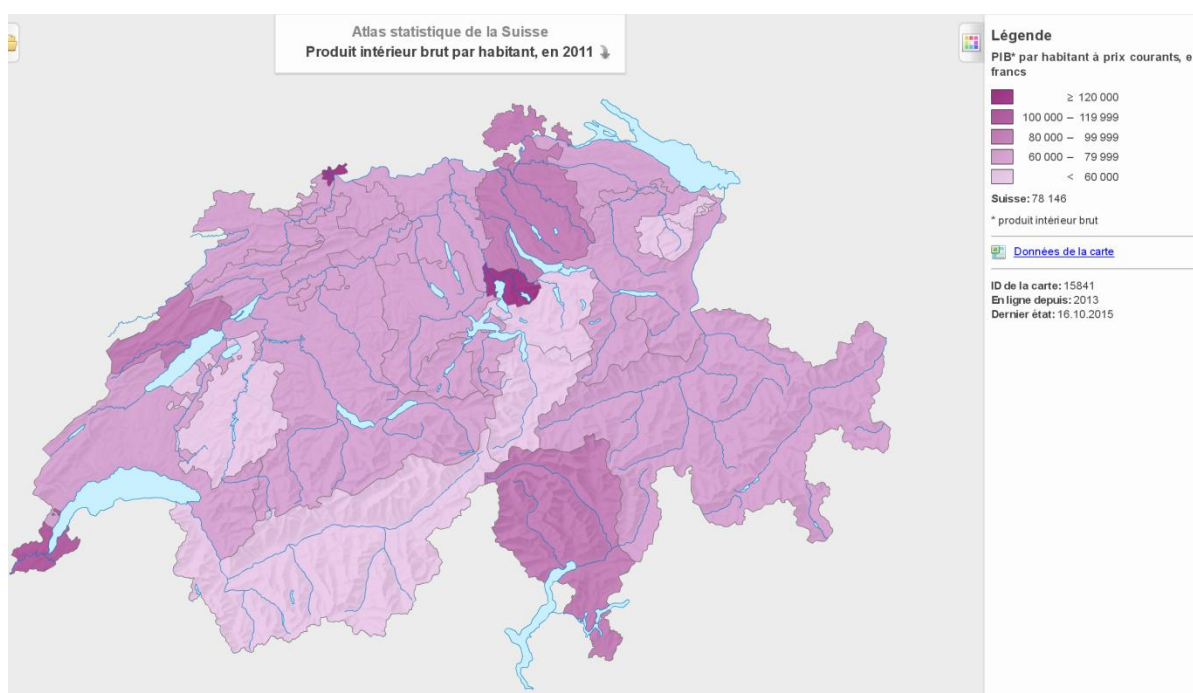 Atlas statistique de la Suisse
Produit intérieur brut par habitant, en 2011
Légende
PIB* par habitant à prix courants, e
francs
≥ 120 000
100 000 – 119 999
80 000 – 99 999
60 000 – 79 999
< 60 000
Suisse: 78 146
* produit intérieur brut
Données de la carte
ID de la carte: 15841
En ligne depuis: 2013
Dernier état: 16.10.2015